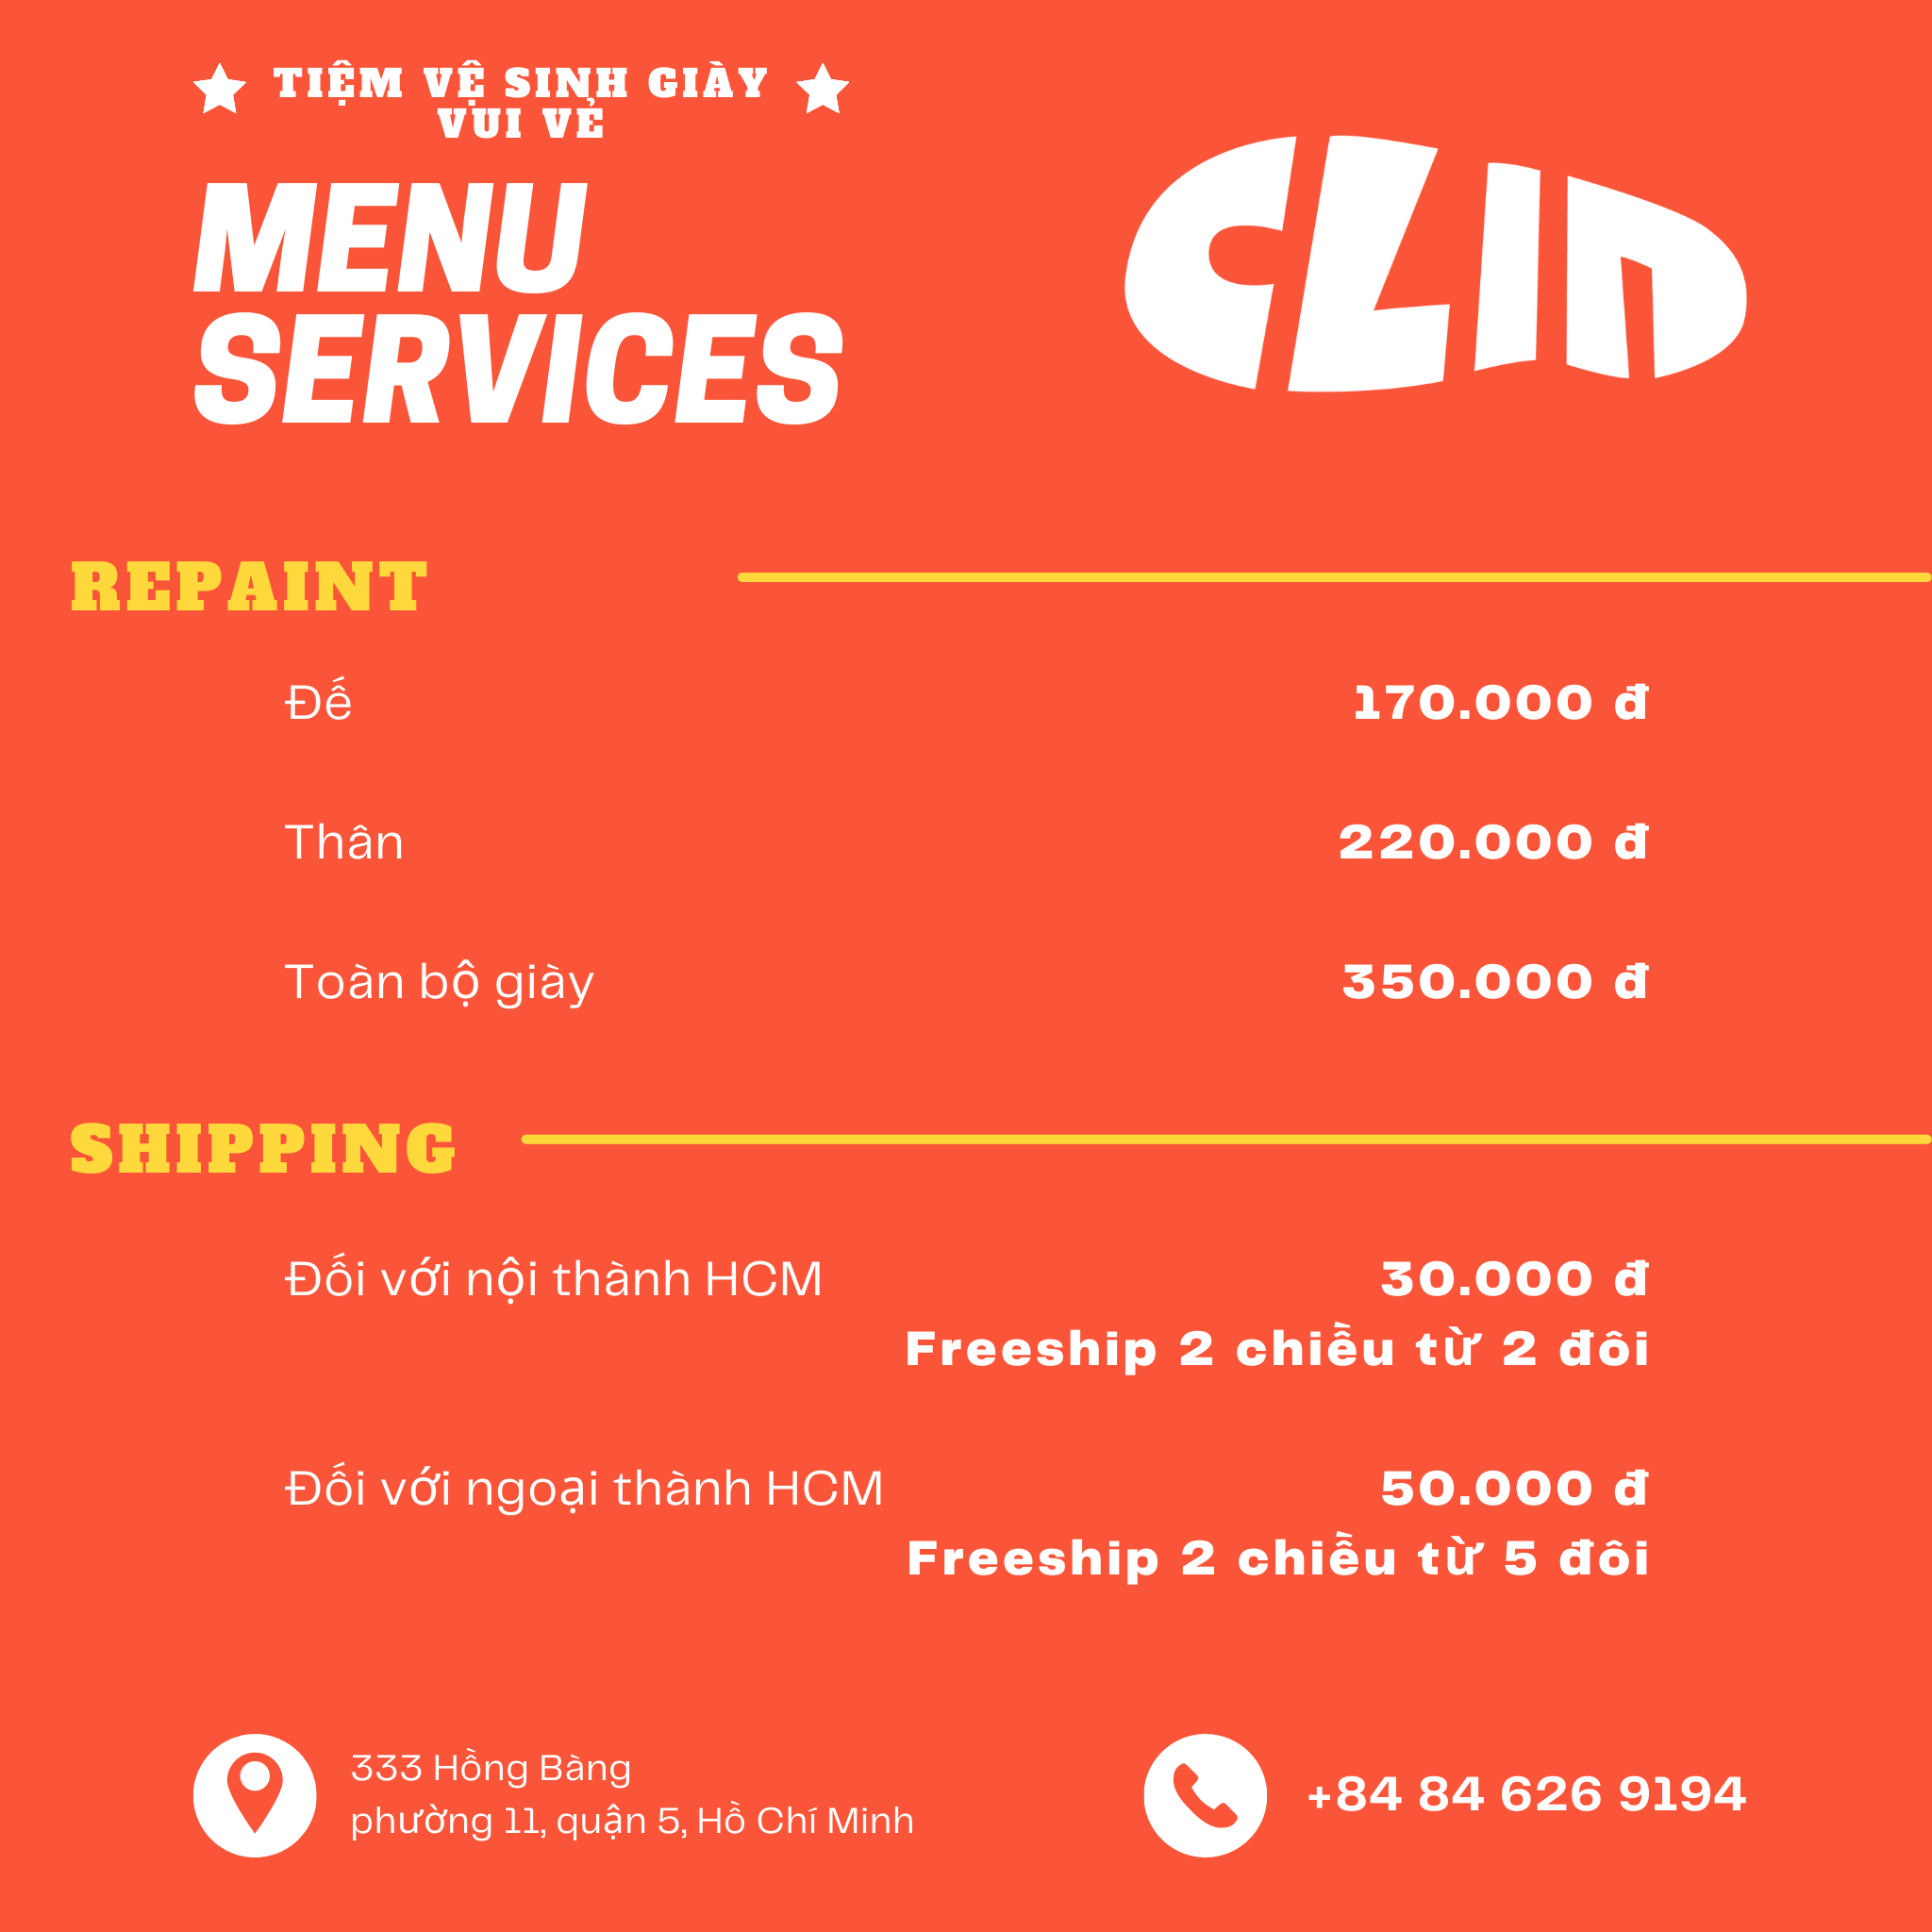 TIỆM VỆ SINH GIÀY
VUI VẺ
MENU
SERVICES
CLIN
REPAINT
Đế 170.000 đ
Thân 220.000 đ
Toàn bộ giày 350.000 đ
SHIPPING
Đối với nội thành HCM 30.000 đ
Freeship 2 chiều từ 2 đôi
Đối với ngoại thành HCM 50.000 đ
Freeship 2 chiều từ 5 đôi
333 Hồng Bàng
phường 11, quận 5, Hồ Chí Minh
+84 84 626 9194